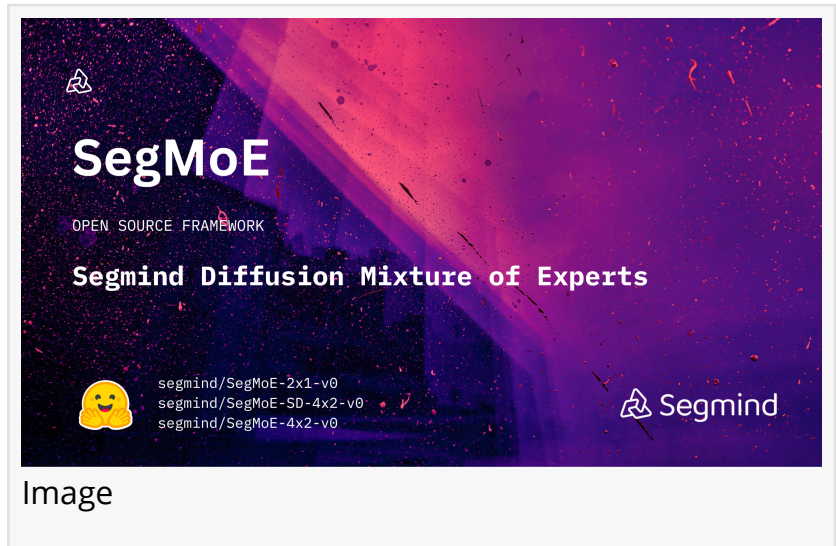 SegMoE
OPEN SOURCE FRAMEWORK
Segmind Diffusion Mixture of Experts
segmind/SegMoE-2x1-v0
segmind/SegMoE-SD-4x2-v0
segmind/SegMoE-4x2-v0
Segmind
Image